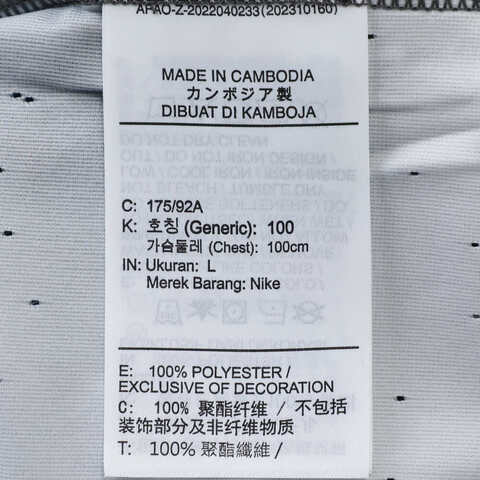 APAO-Z-2022040233(202310160)
MADE IN CAMBODIA
カンボジア製
DIBUAT DI KAMBOJA
C: 175/92A
K: 호칭 (Generic): 100
가슴둘레 (Chest): 100cm
IN: Ukuran: L
Merek Barang: Nike
E: 100% POLYESTER /
EXCLUSIVE OF DECORATION
C: 100% 聚酯纤维 / 不包括
装饰部分及非纤维物质
T: 100% 聚酯纖維 /